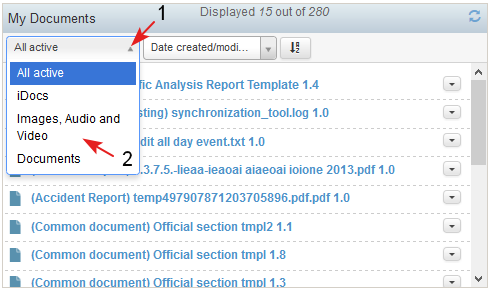 My Documents
Displayed 15 out of 280
1
All active
Date created/modi...
All active
iDocs
Images, Audio and
Video
Documents
2
fic Analysis Report Template 1.4
sting) synchronization_tool.log 1.0
dit all day event.txt 1.0
.3.7.5.-lieaa-ieaoai aiaeoai ioione 2013.pdf 1.0
(Accident Report) temp497907871203705896.pdf.pdf 1.0
(Common document) Official section tmpl2 1.1
(Common document) Official section tmpl 1.8
(Common document) Official section tmpl 1.3